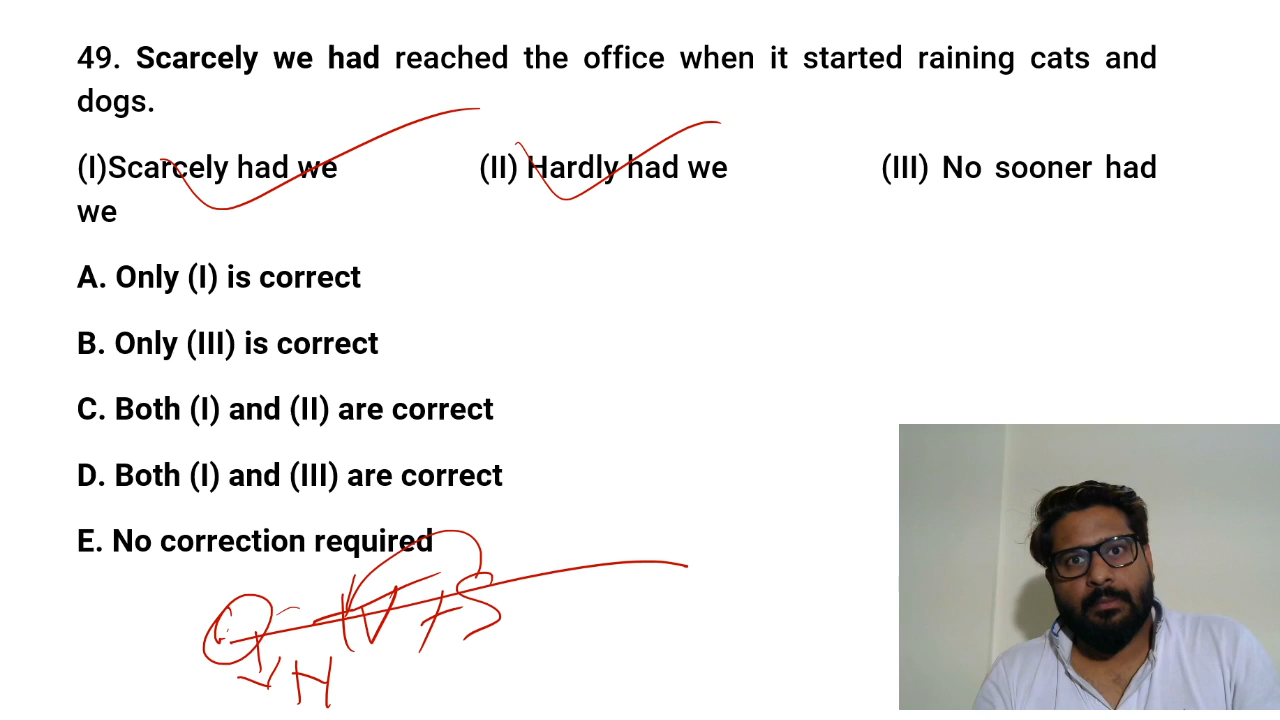 49. Scarcely we had reached the office when it started raining cats and
dogs.
(I)Scarcely had we (II) Hardly had we (III) No sooner had
we
A. Only (I) is correct
B. Only (III) is correct
C. Both (I) and (II) are correct
D. Both (I) and (III) are correct
E. No correction required